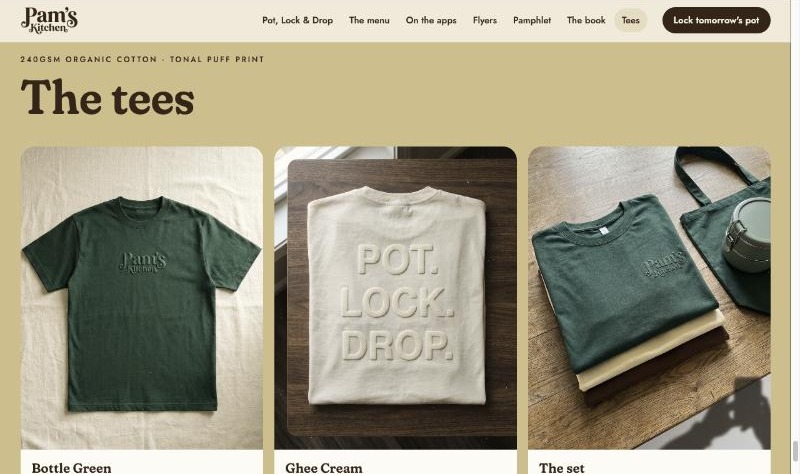 Pam's
Kitchen
Pot, Lock & Drop The menu On the apps Flyers Pamphlet The book Tees Lock tomorrow's pot
240GSM ORGANIC COTTON · TONAL PUFF PRINT
The tees
Pam's
Kitchen
POT.
LOCK.
DROP.
Pam's
Kitchen
Bottle Green
Ghee Cream
The set